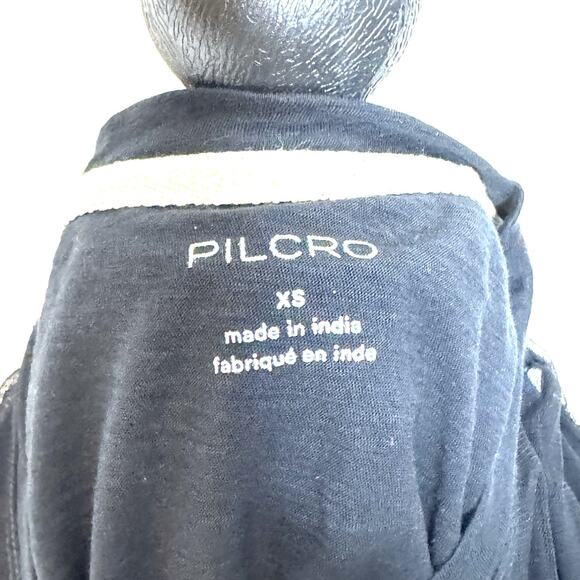 PILCRO
XS
made in india
fabriqué en inde